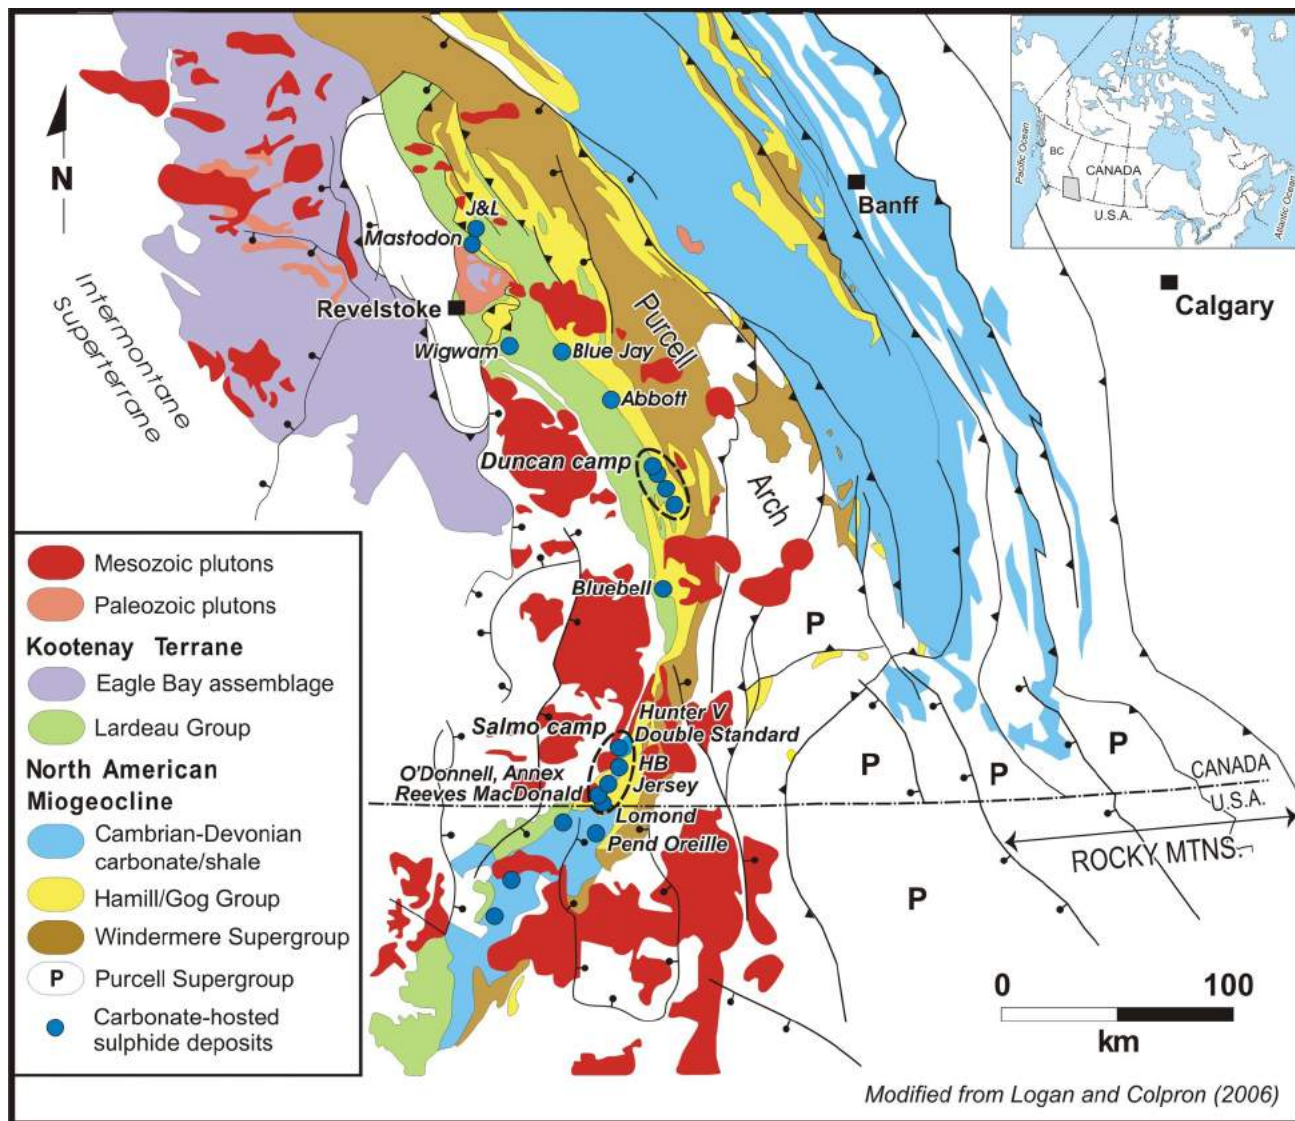 N
Intermontane
Superterrane
J&L
Mastodon
Revelstoke
Wigwam
Blue Jay
Abbott
Purcell
Arch
Duncan camp
Bluebell
Banff
Calgary
Pacific Ocean
BC
CANADA
U.S.A.
Atlantic Ocean
P
P
P
P
P
Salmo camp
Hunter V
Double Standard
HB
Jersey
O'Donnell, Annex
Reeves MacDonald
Lomond
Pend Oreille
CANADA
U.S.A.
ROCKY MTNS.
Mesozoic plutons
Paleozoic plutons
Kootenay Terrane
Eagle Bay assemblage
Lardeau Group
North American
Miogeocline
Cambrian-Devonian
carbonate/shale
Hamill/Gog Group
Windermere Supergroup
P Purcell Supergroup
Carbonate-hosted
sulphide deposits
0 100
km
Modified from Logan and Colpron (2006)